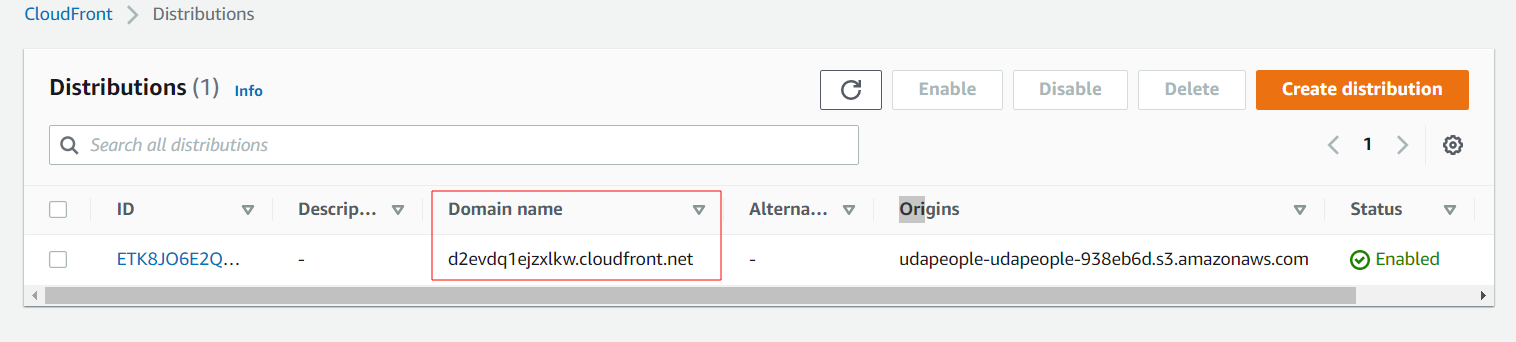 CloudFront > Distributions
Distributions (1) Info
Enable Disable Delete Create distribution
Search all distributions
1
ID Descrip... Domain name Alterna... Origins Status
ETK8JO6E2Q... - d2evdq1ejzxlkw.cloudfront.net - udapeople-udapeople-938eb6d.s3.amazonaws.com Enabled